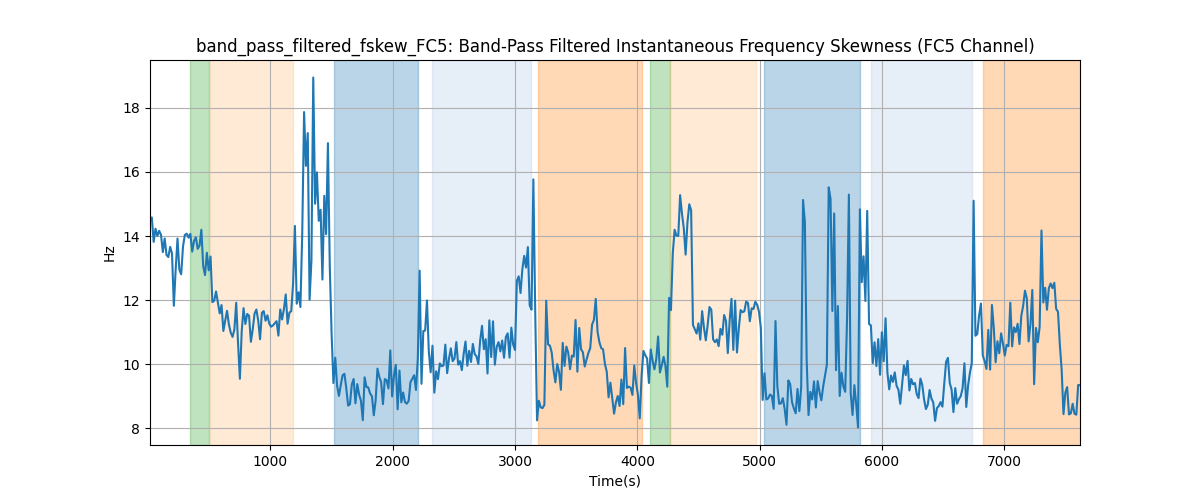 band_pass_filtered_fskew_FC5: Band-Pass Filtered Instantaneous Frequency Skewness (FC5 Channel)
18
16
14
12
10
8
Hz
1000 2000 3000 4000 5000 6000 7000
Time(s)